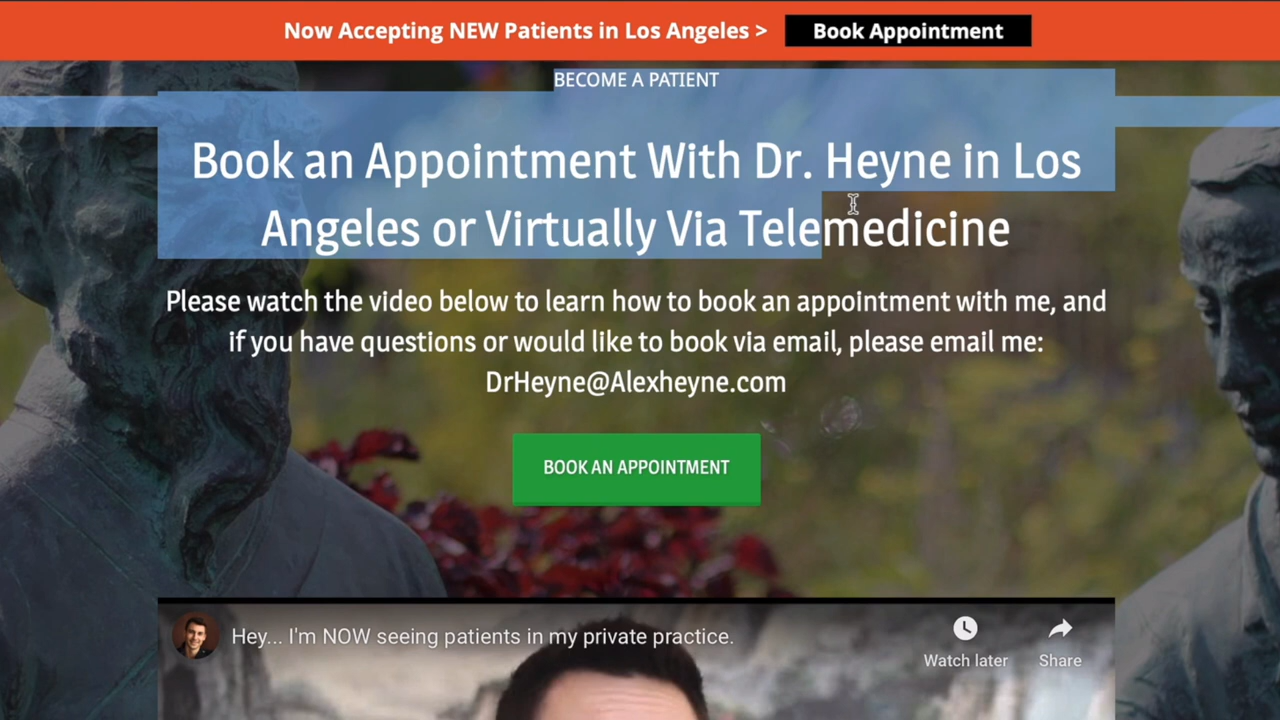 Now Accepting NEW Patients in Los Angeles > Book Appointment
BECOME A PATIENT
Book an Appointment With Dr. Heyne in Los
Angeles or Virtually Via Telemedicine
Please watch the video below to learn how to book an appointment with me, and
if you have questions or would like to book via email, please email me:
DrHeyne@Alexheyne.com
BOOK AN APPOINTMENT
Hey... I'm NOW seeing patients in my private practice.
Watch later
Share